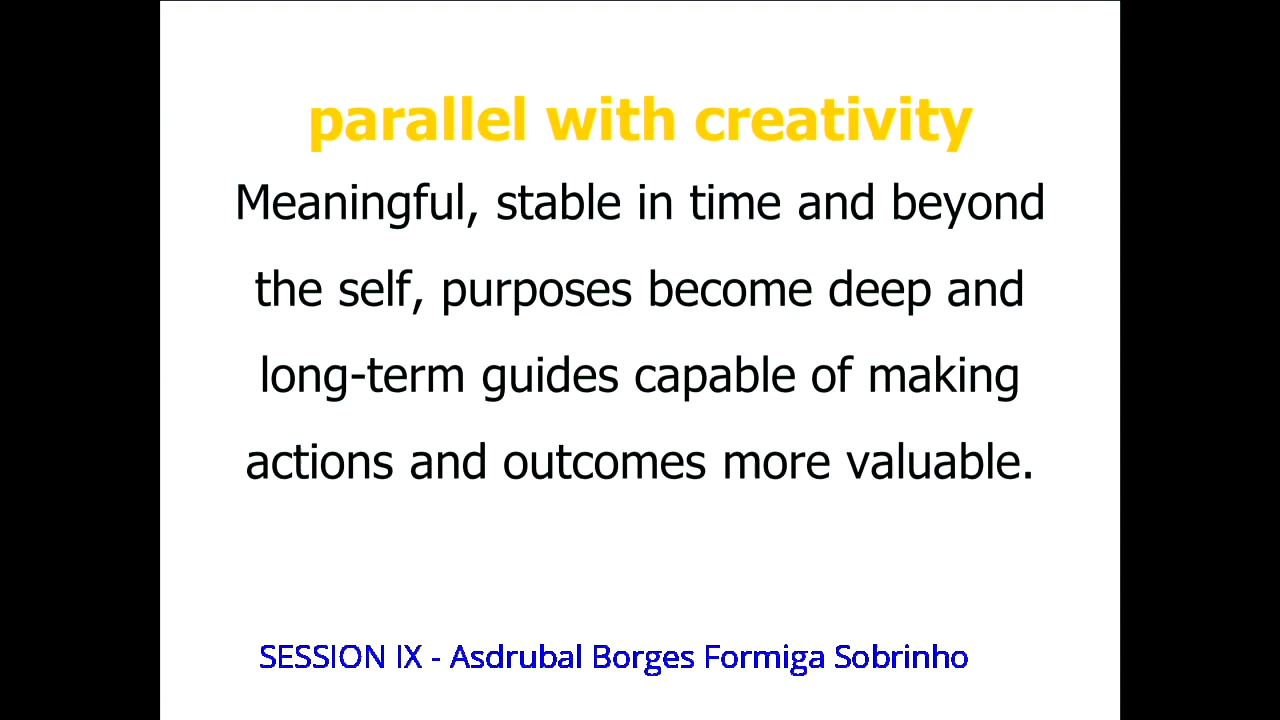 parallel with creativity
Meaningful, stable in time and beyond
the self, purposes become deep and
long-term guides capable of making
actions and outcomes more valuable.
SESSION IX - Asdrubal Borges Formiga Sobrinho